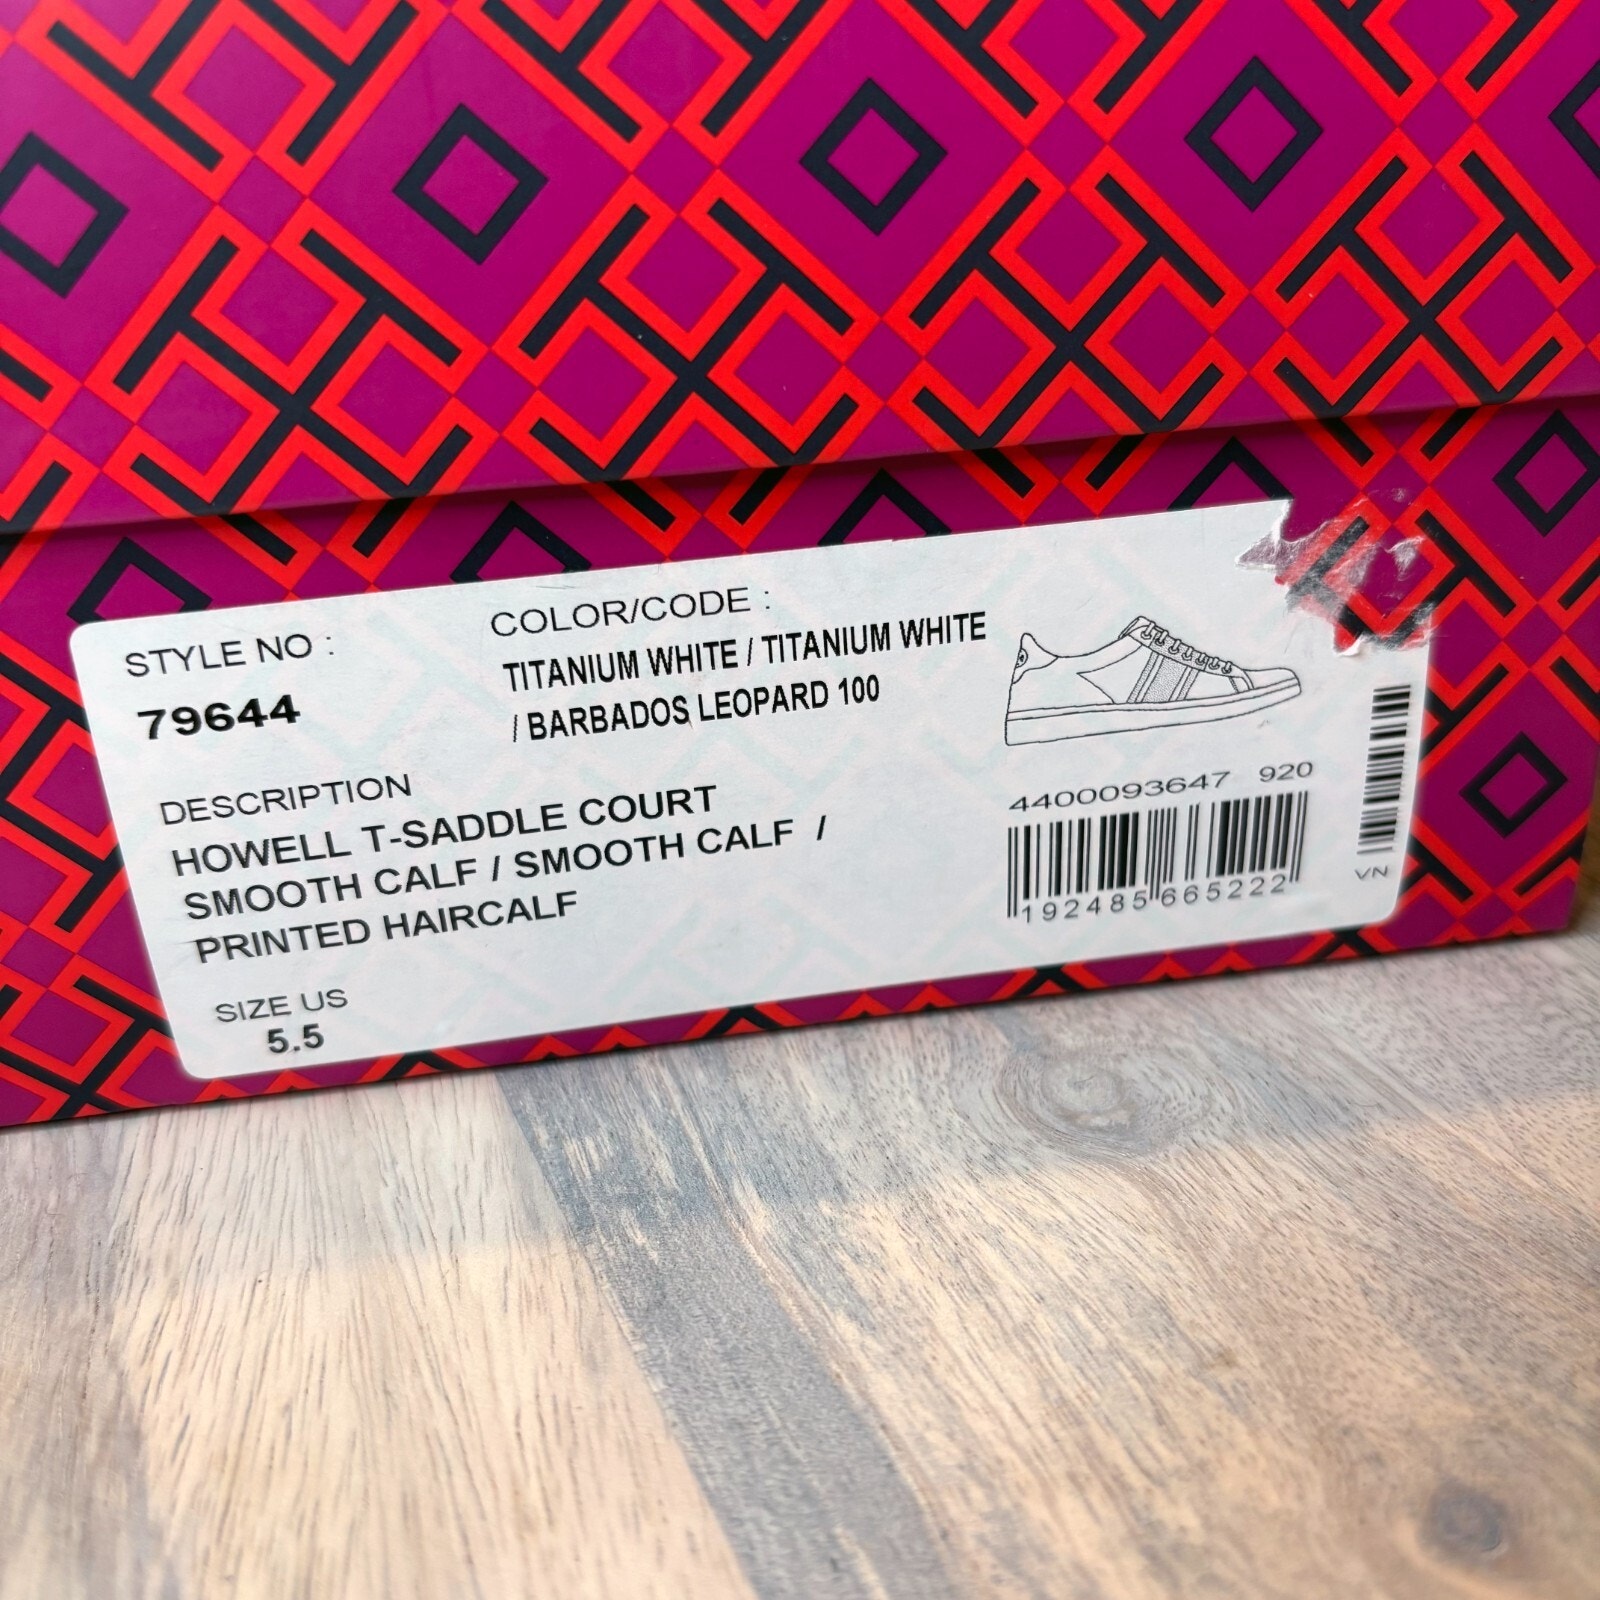 STYLE NO :
79644
COLOR/CODE :
TITANIUM WHITE / TITANIUM WHITE
/ BARBADOS LEOPARD 100
DESCRIPTION
HOWELL T-SADDLE COURT
SMOOTH CALF / SMOOTH CALF /
PRINTED HAIRCALF
SIZE US
5.5
4400093647 920
192485665222
VN